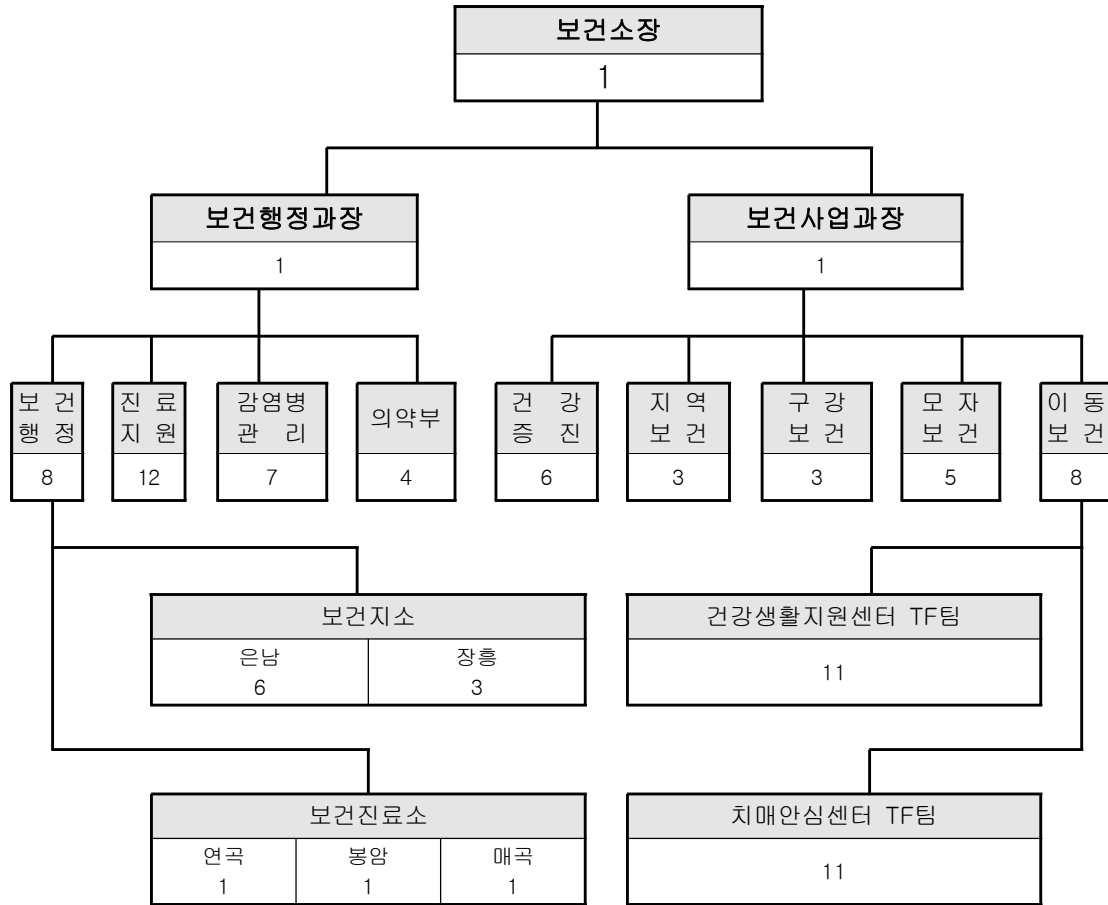 보건소장
1
보건행정과장
1
보건사업과장
1
보 건
행 정
8
진 료
지 원
12
감염병
관 리
7
의약부
4
건 강
증 진
6
지 역
보 건
3
구 강
보 건
3
모 자
보 건
5
이 동
보 건
8
보건지소
은남
6
장흥
3
건강생활지원센터 TF팀
11
보건진료소
연곡
1
봉암
1
매곡
1
치매안심센터 TF팀
11